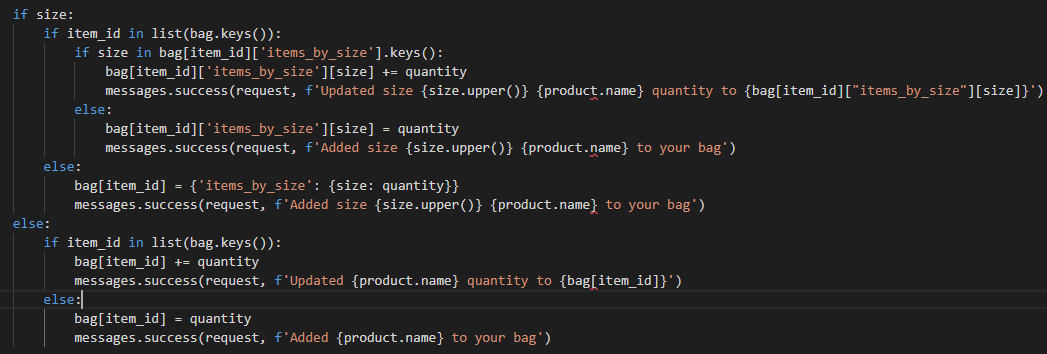 if size:
    if item_id in list(bag.keys()):
        if size in bag[item_id]['items_by_size'].keys():
            bag[item_id]['items_by_size'][size] += quantity
            messages.success(request, f'Updated size {size.upper()} {product.name} quantity to {bag[item_id]["items_by_size"][size]}')
        else:
            bag[item_id]['items_by_size'][size] = quantity
            messages.success(request, f'Added size {size.upper()} {product.name} to your bag')
    else:
        bag[item_id] = {'items_by_size': {size: quantity}}
        messages.success(request, f'Added size {size.upper()} {product.name} to your bag')
else:
    if item_id in list(bag.keys()):
        bag[item_id] += quantity
        messages.success(request, f'Updated {product.name} quantity to {bag[item_id]}')
    else:
        bag[item_id] = quantity
        messages.success(request, f'Added {product.name} to your bag')